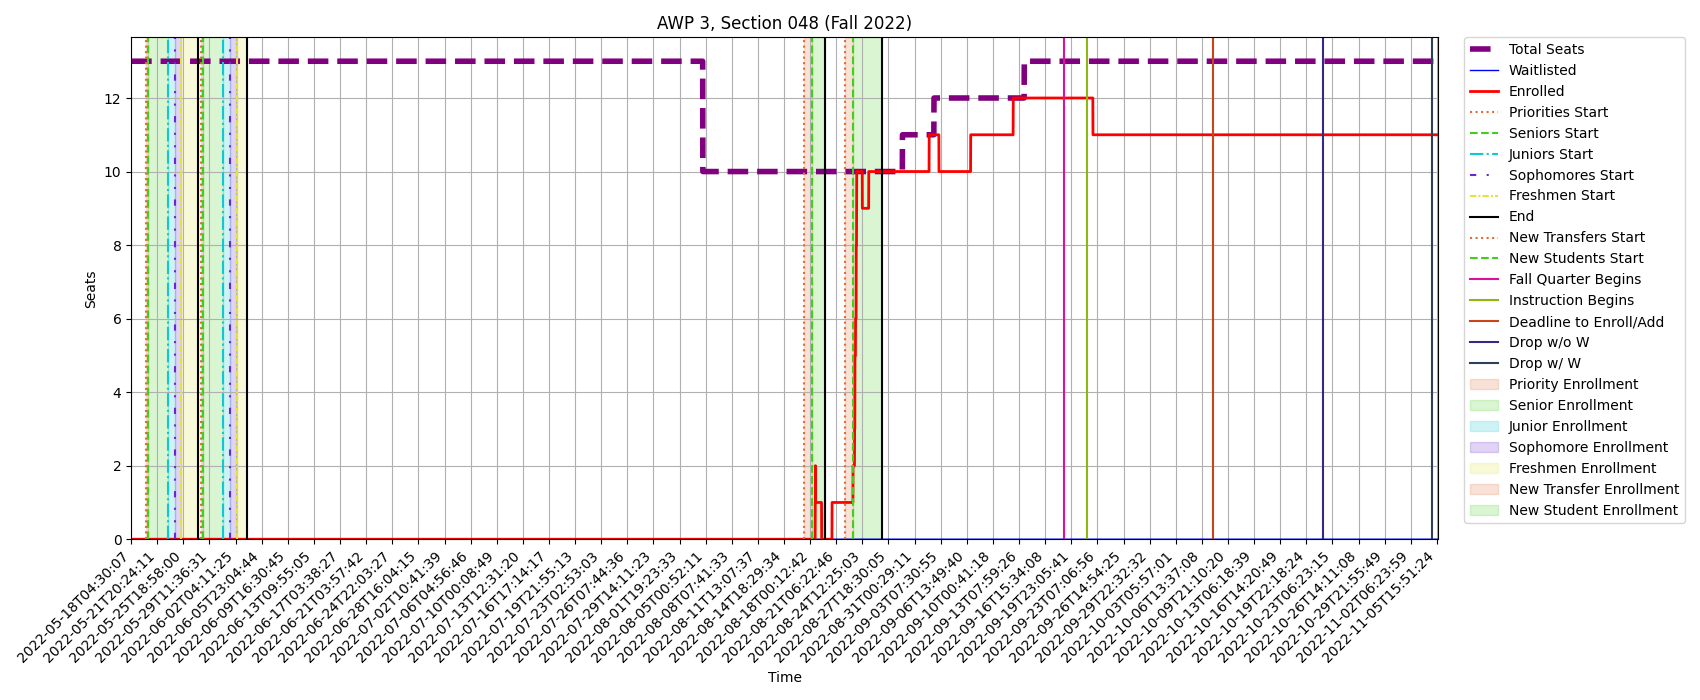 AWP 3, Section 048 (Fall 2022)
Seats
12
10
8
6
4
2
0
2022-05-18T04:30:07
2022-05-21T20:24:11
2022-05-25T18:58:00
2022-05-29T11:36:31
2022-06-02T04:11:25
2022-06-05T23:04:44
2022-06-09T16:30:45
2022-06-13T09:55:05
2022-06-17T03:38:27
2022-06-21T03:57:42
2022-06-24T22:03:27
2022-06-28T16:04:15
2022-07-02T10:41:39
2022-07-06T04:56:46
2022-07-10T00:08:49
2022-07-13T12:31:20
2022-07-16T17:14:17
2022-07-19T21:55:13
2022-07-23T02:53:03
2022-07-26T07:44:36
2022-07-29T14:11:23
2022-08-01T19:23:33
2022-08-05T00:52:11
2022-08-08T07:41:33
2022-08-11T13:07:37
2022-08-14T18:29:34
2022-08-18T00:12:42
2022-08-21T06:22:46
2022-08-24T12:25:03
2022-08-27T18:30:05
2022-08-31T00:29:11
2022-09-03T07:30:55
2022-09-06T13:49:40
2022-09-10T00:41:18
2022-09-13T07:59:26
2022-09-16T15:34:08
2022-09-19T23:05:41
2022-09-23T07:06:56
2022-09-26T14:54:25
2022-09-29T22:32:32
2022-10-03T05:57:01
2022-10-06T13:37:08
2022-10-09T21:10:20
2022-10-13T06:18:39
2022-10-16T14:20:49
2022-10-19T22:18:24
2022-10-23T06:23:15
2022-10-26T14:11:08
2022-10-29T21:55:49
2022-11-02T06:23:59
2022-11-05T15:51:24
Time
Total Seats
Waitlisted
Enrolled
Priorities Start
Seniors Start
Juniors Start
Sophomores Start
Freshmen Start
End
New Transfers Start
New Students Start
Fall Quarter Begins
Instruction Begins
Deadline to Enroll/Add
Drop w/o W
Drop w/ W
Priority Enrollment
Senior Enrollment
Junior Enrollment
Sophomore Enrollment
Freshmen Enrollment
New Transfer Enrollment
New Student Enrollment